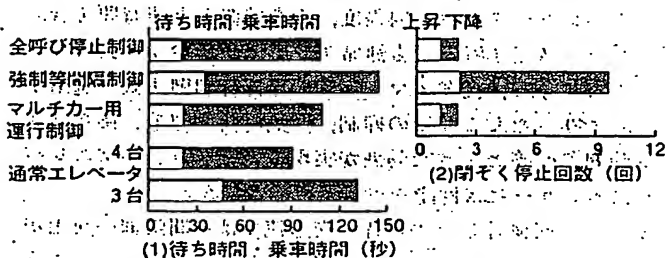 待ち時間 乗車時間
上昇 下降
全呼び停止制御
強制等間隔制御
マルチカー用
運行制御
4台
通常エレベータ
3台
0 30 60 90 120 150
(1)待ち時間・乗車時間（秒）
0 3 6 9 12
(2)閉ぞく停止回数（回）